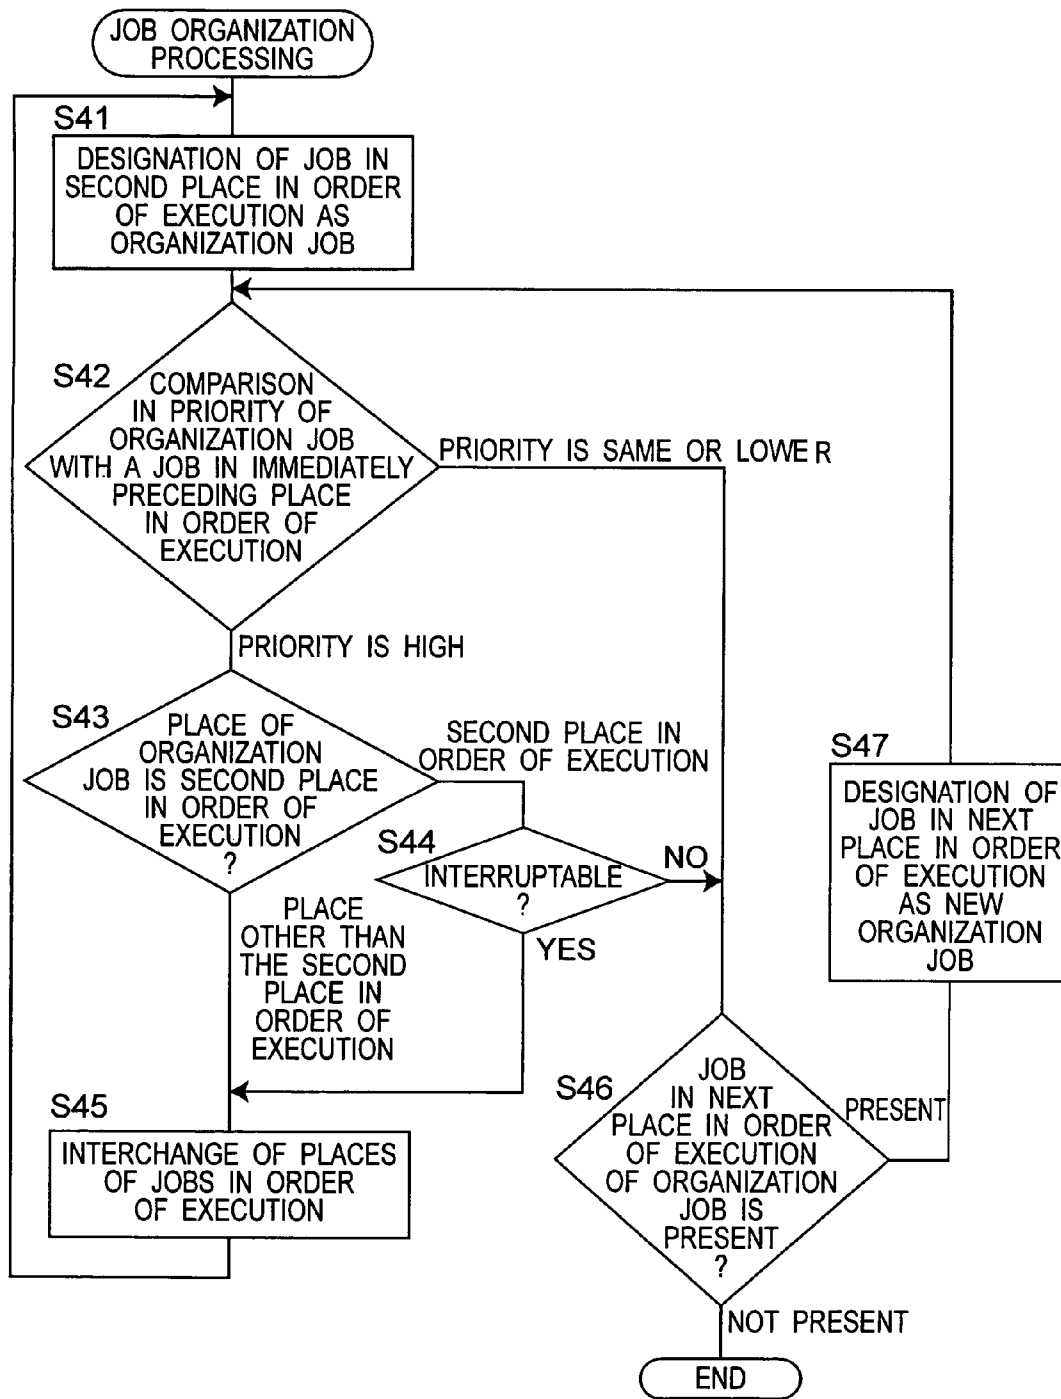 JOB ORGANIZATION
PROCESSING
S41
DESIGNATION OF JOB IN
SECOND PLACE IN ORDER
OF EXECUTION AS
ORGANIZATION JOB
S42
COMPARISON
IN PRIORITY OF
ORGANIZATION JOB
WITH A JOB IN IMMEDIATELY
PRECEDING PLACE
IN ORDER OF
EXECUTION
PRIORITY IS SAME OR LOWER
PRIORITY IS HIGH
S43
PLACE OF
ORGANIZATION
JOB IS SECOND PLACE
IN ORDER OF
EXECUTION
?
SECOND PLACE IN
ORDER OF EXECUTION
S44
INTERRUPTABLE
?
NO
YES
PLACE
OTHER THAN
THE SECOND
PLACE IN
ORDER OF
EXECUTION
S45
INTERCHANGE OF PLACES
OF JOBS IN ORDER
OF EXECUTION
S46
JOB
IN NEXT
PLACE IN ORDER
OF EXECUTION
OF ORGANIZATION
JOB IS
PRESENT
?
PRESENT
S47
DESIGNATION OF
JOB IN NEXT
PLACE IN ORDER
OF EXECUTION
AS NEW
ORGANIZATION
JOB
NOT PRESENT
END